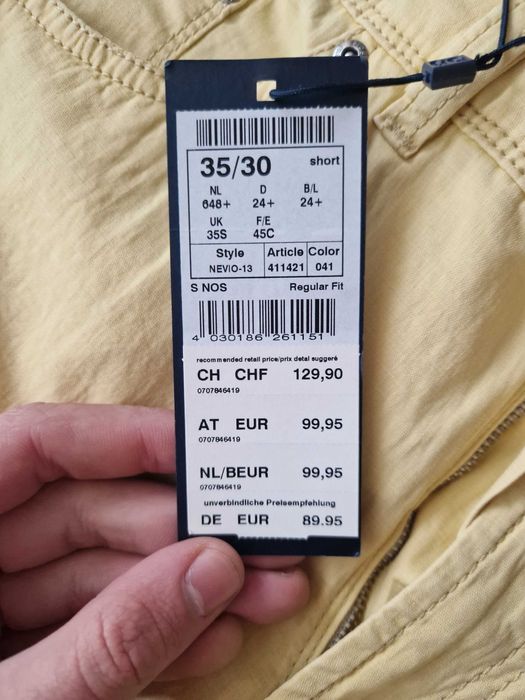 35/30 short
NL D B/L
648+ 24+ 24+
UK F/E
35S 45C
Style Article Color
NEVIO-13 411421 041
S NOS Regular Fit
4 030186 261151
recommended retail price/prix detal suggeré
CH CHF 129,90
0707846419
AT EUR 99,95
0707846419
NL/BEUR 99,95
0707846419
unverbindliche Preisempfehlung
DE EUR 89.95